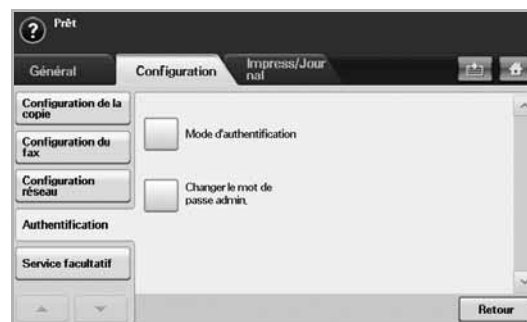 ?
Prêt
Général
Configuration
Impress/Jour
nal
Configuration de la
copie
Configuration du
fax
Configuration
réseau
Authentification
Service facultatif
Mode d'authentification
Changer le mot de
passe admin.
Retour